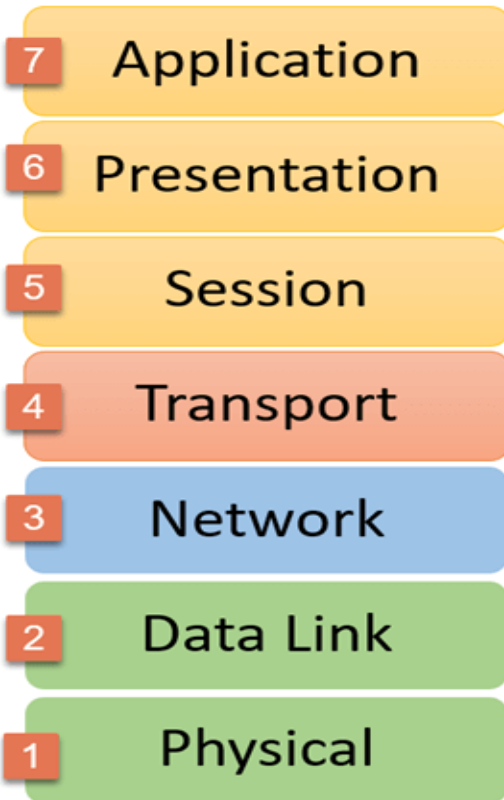 7 Application
6 Presentation
5 Session
4 Transport
3 Network
2 Data Link
1 Physical